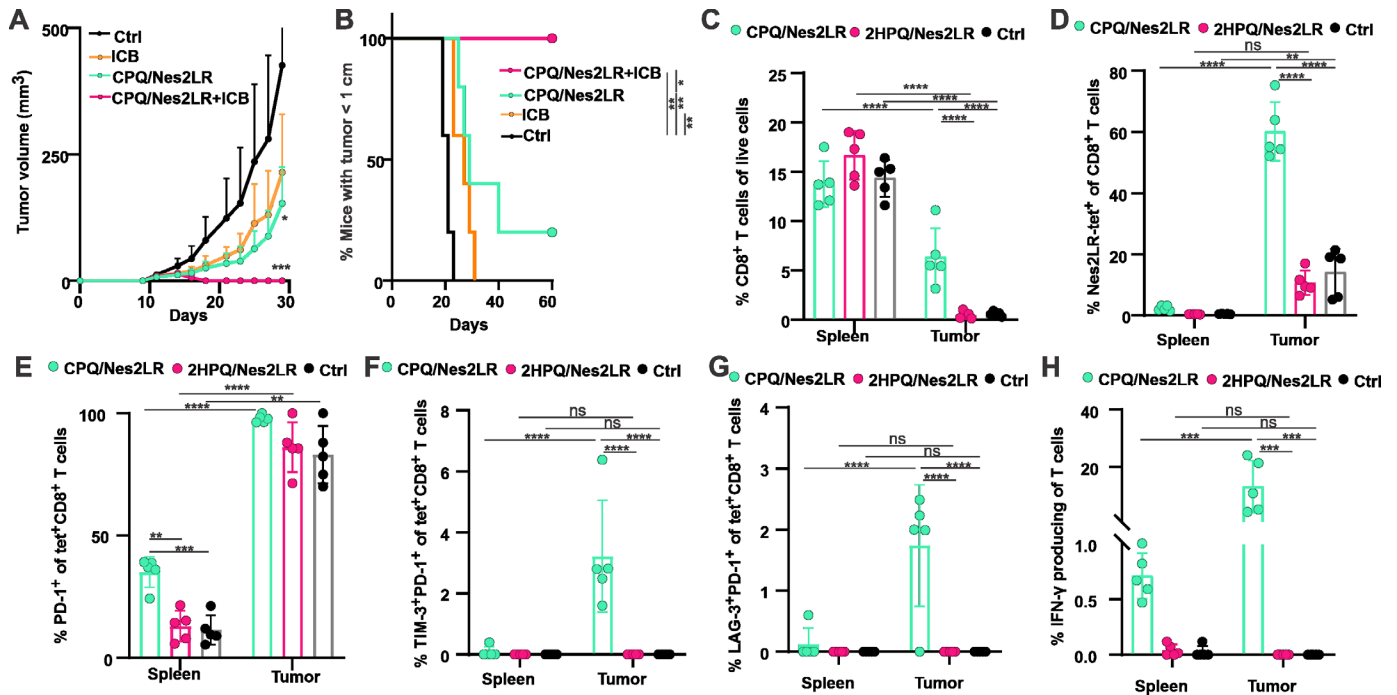 A
Tumor volume (mm3)
500
250
0
0
10
20
30
Days
Ctrl
ICB
CPQ/Nes2LR
CPQ/Nes2LR+ICB
*
***
B
% Mice with tumor < 1 cm
100
50
0
0
20
40
60
Days
CPQ/Nes2LR+ICB
CPQ/Nes2LR
ICB
Ctrl
**
**
*
**
C
CPQ/Nes2LR
2HPQ/Nes2LR
Ctrl
% CD8+ T cells of live cells
25
20
15
10
5
0
****
****
****
****
****
Spleen
Tumor
D
CPQ/Nes2LR
2HPQ/Nes2LR
Ctrl
% Nes2LR-tet+ of CD8+ T cells
80
60
40
20
0
ns
**
****
****
****
Spleen
Tumor
E
CPQ/Nes2LR
2HPQ/Nes2LR
Ctrl
% PD-1+ of tet+CD8+ T cells
100
50
0
****
**
****
**
***
Spleen
Tumor
F
CPQ/Nes2LR
2HPQ/Nes2LR
Ctrl
% TIM-3+PD-1+ of tet+CD8+ T cells
8
6
4
2
0
ns
ns
****
****
****
Spleen
Tumor
G
CPQ/Nes2LR
2HPQ/Nes2LR
Ctrl
% LAG-3+PD-1+ of tet+CD8+ T cells
4
3
2
1
0
ns
ns
****
****
****
Spleen
Tumor
H
CPQ/Nes2LR
2HPQ/Nes2LR
Ctrl
% IFN-γ producing of T cells
40
20
1.0
0.5
0.0
ns
ns
***
***
***
Spleen
Tumor